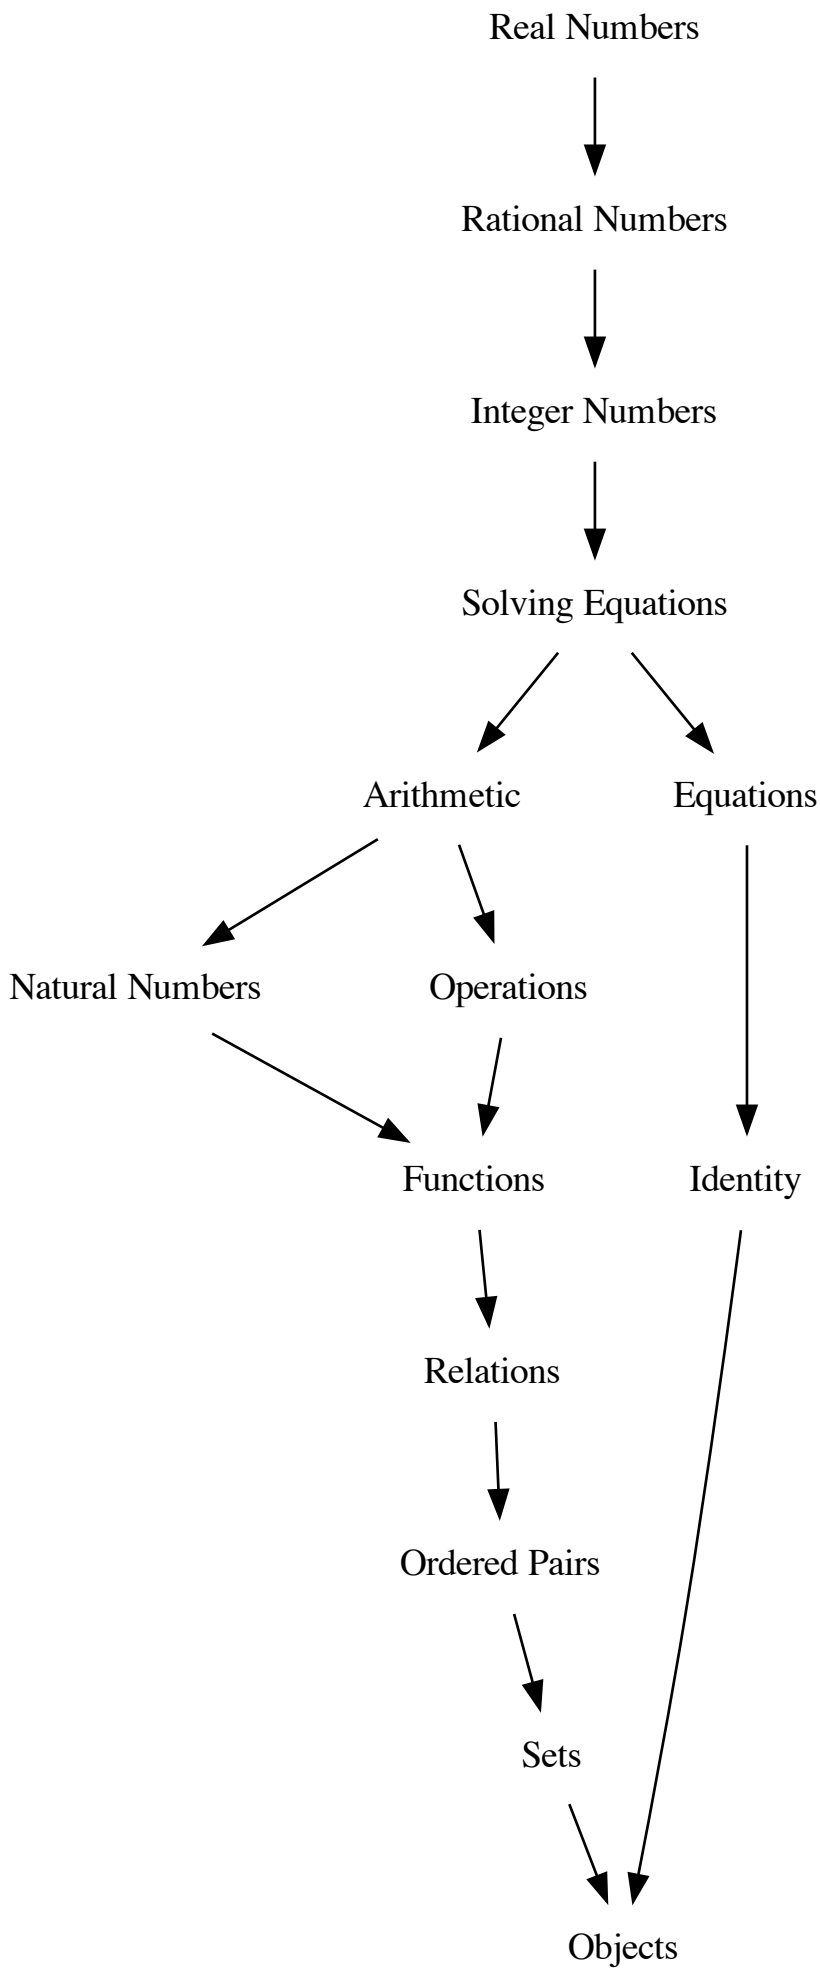 Real Numbers
Rational Numbers
Integer Numbers
Solving Equations
Arithmetic
Equations
Natural Numbers
Operations
Functions
Identity
Relations
Ordered Pairs
Sets
Objects